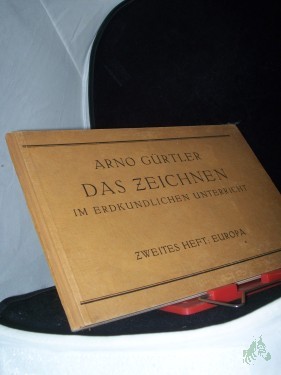 ARNO GÜRTLER
DAS ZEICHNEN
IM ERDKUNDLICHEN UNTERRICHT
ZWEITES HEFT: EUROPA